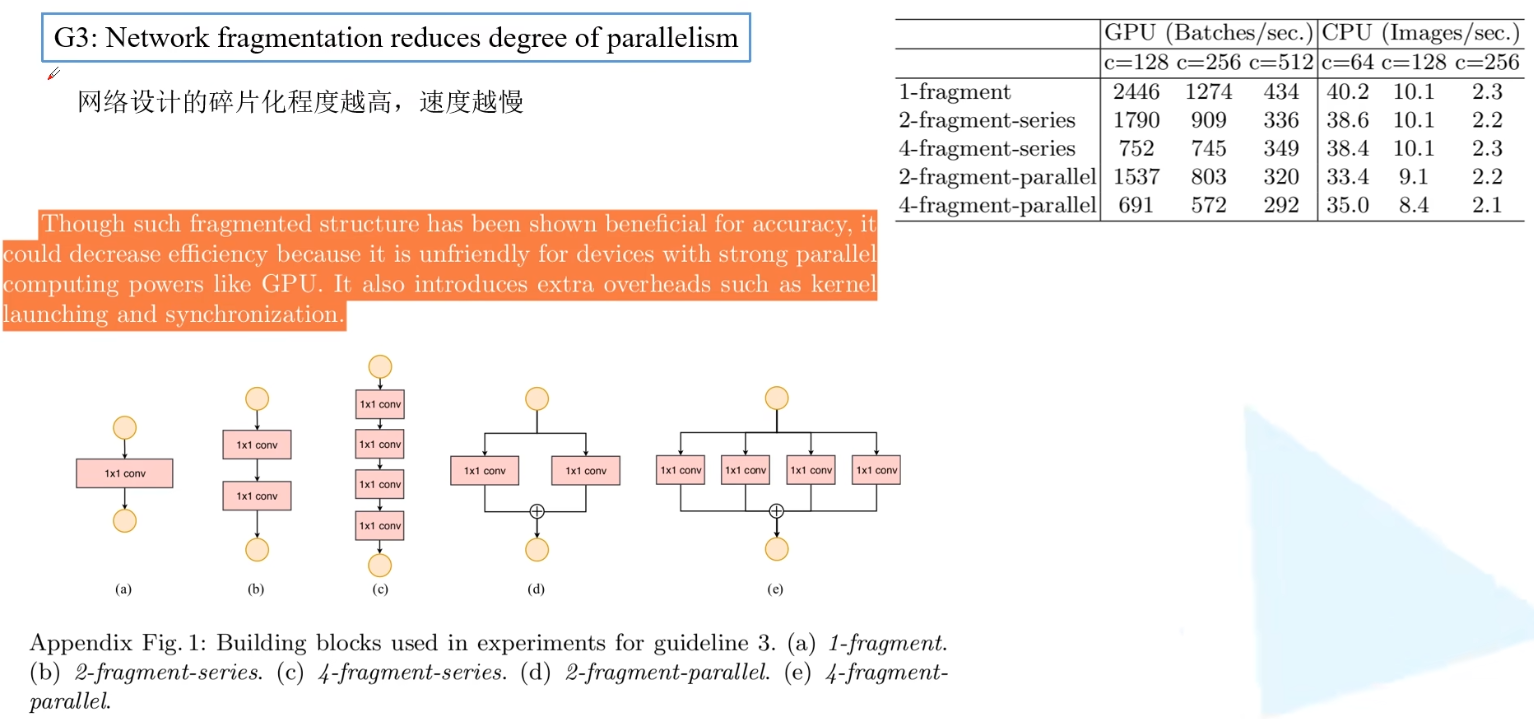 G3: Network fragmentation reduces degree of parallelism
网络设计的碎片化程度越高，速度越慢
GPU (Batches/sec.) CPU (Images/sec.)
c=128 c=256 c=512 c=64 c=128 c=256
1-fragment 2446 1274 434 40.2 10.1 2.3
2-fragment-series 1790 909 336 38.6 10.1 2.2
4-fragment-series 752 745 349 38.4 10.1 2.3
2-fragment-parallel 1537 803 320 33.4 9.1 2.2
4-fragment-parallel 691 572 292 35.0 8.4 2.1
Though such fragmented structure has been shown beneficial for accuracy, it
could decrease efficiency because it is unfriendly for devices with strong parallel
computing powers like GPU. It also introduces extra overheads such as kernel
launching and synchronization.
1x1 conv
1x1 conv
1x1 conv
1x1 conv
1x1 conv
1x1 conv
1x1 conv
1x1 conv
1x1 conv
1x1 conv
1x1 conv
1x1 conv
1x1 conv
(a)
(b)
(c)
(d)
(e)
Appendix Fig. 1: Building blocks used in experiments for guideline 3. (a) 1-fragment.
(b) 2-fragment-series. (c) 4-fragment-series. (d) 2-fragment-parallel. (e) 4-fragment-
parallel.